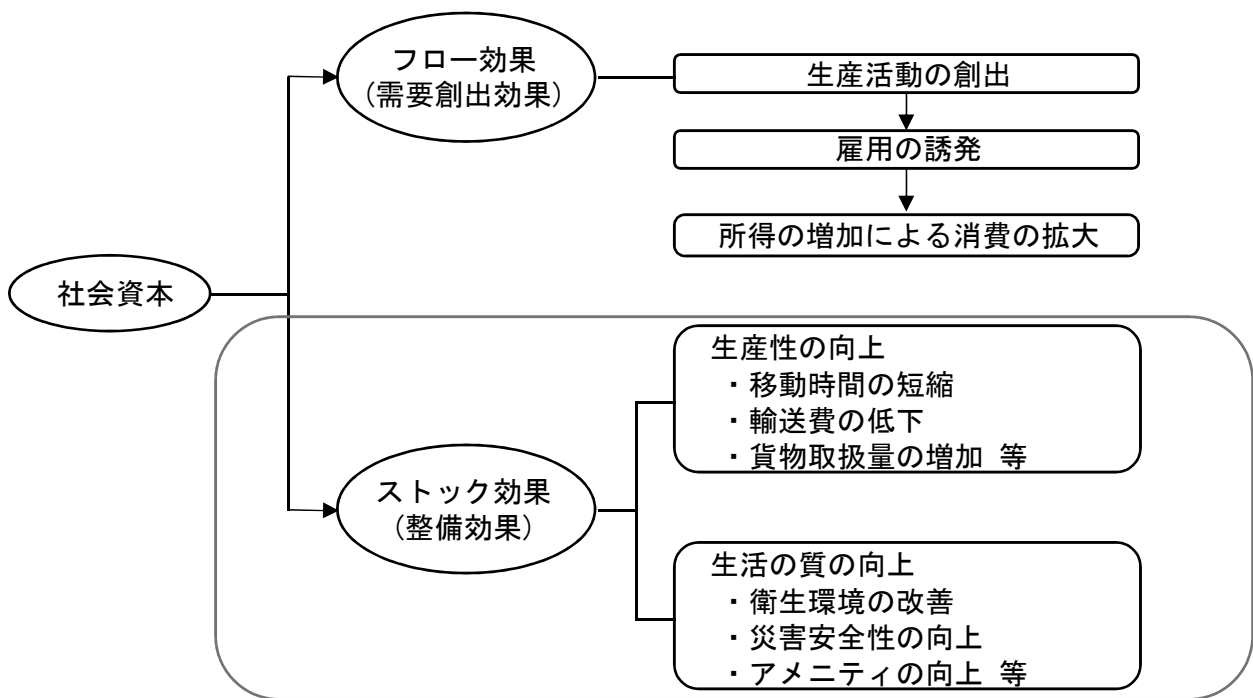 フロー効果
(需要創出効果)
生産活動の創出
雇用の誘発
所得の増加による消費の拡大
社会資本
ストック効果
(整備効果)
生産性の向上
・移動時間の短縮
・輸送費の低下
・貨物取扱量の増加 等
生活の質の向上
・衛生環境の改善
・災害安全性の向上
・アメニティの向上 等